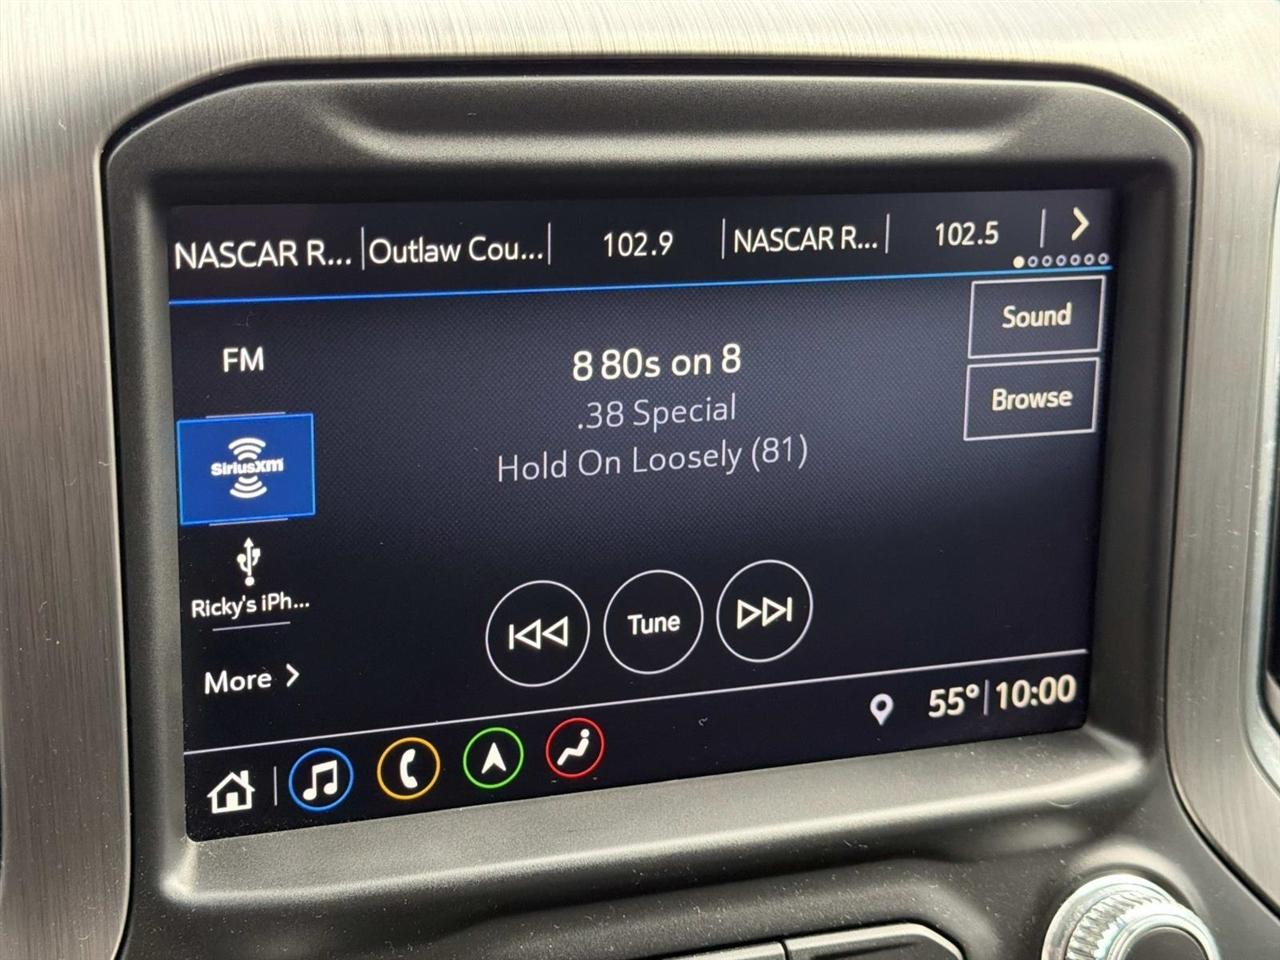 NASCAR R... Outlaw Cou... 102.9 NASCAR R... 102.5
Sound
Browse
FM
SiriusXM
Ricky's iPh...
More
8 80s on 8
.38 Special
Hold On Loosely (81)
Tune
55° 10:00